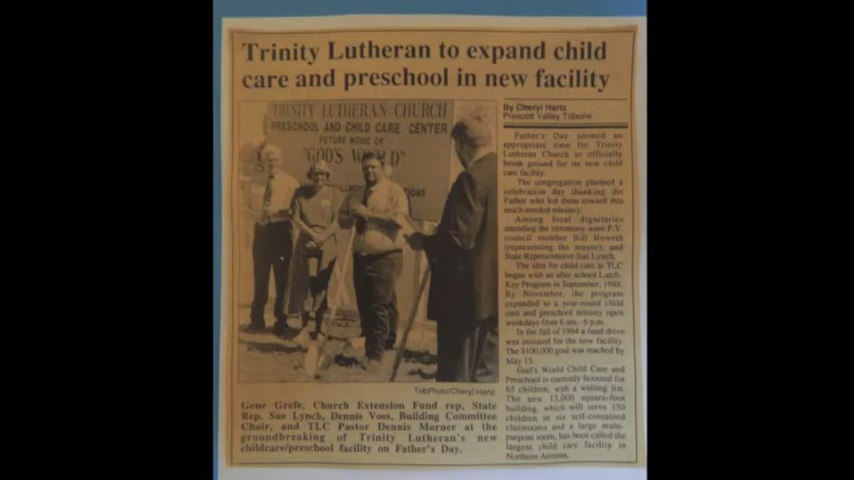 Trinity Lutheran to expand child
care and preschool in new facility
TRINITY LUTHERAN CHURCH
PRESCHOOL AND CHILD CARE CENTER
FUTURE HOME OF
"GOD'S WORLD"
Trib/Photo/Cheryl Hartz
Gene Grefe, Church Extension Fund rep, State
Rep. Sue Lynch, Dennis Voss, Building Committee
Chair, and TLC Pastor Dennis Morner at the
groundbreaking of Trinity Lutheran's new
childcare/preschool facility on Father's Day.
By Cheryl Hartz
Prescott Valley Tribune
Father's Day seemed an
appropriate time for Trinity
Lutheran Church to officially
break ground for its new child
care facility.
The congregation planned a
celebration day thanking the
Father who led them toward this
much-needed ministry.
Among local dignitaries
attending the ceremony were P.V.
council member Bill Howeth
(representing the mayor); and
State Representative Sue Lynch.
The idea for child care at TLC
began with an after school Latch-
Key Program in September, 1988.
By November, the program
expanded to a year-round child
care and preschool ministry open
weekdays from 6 am.-6 p.m.
In the fall of 1994 a fund drive
was initiated for the new facility.
The $100,000 goal was reached by
May 15.
God's World Child Care and
Preschool is currently licensed for
65 children, with a waiting list.
The new 13,000 square-foot
building, which will serve 150
children in six self-contained
classrooms and a large multi-
purpose room, has been called the
largest child care facility in
Northern Arizona.